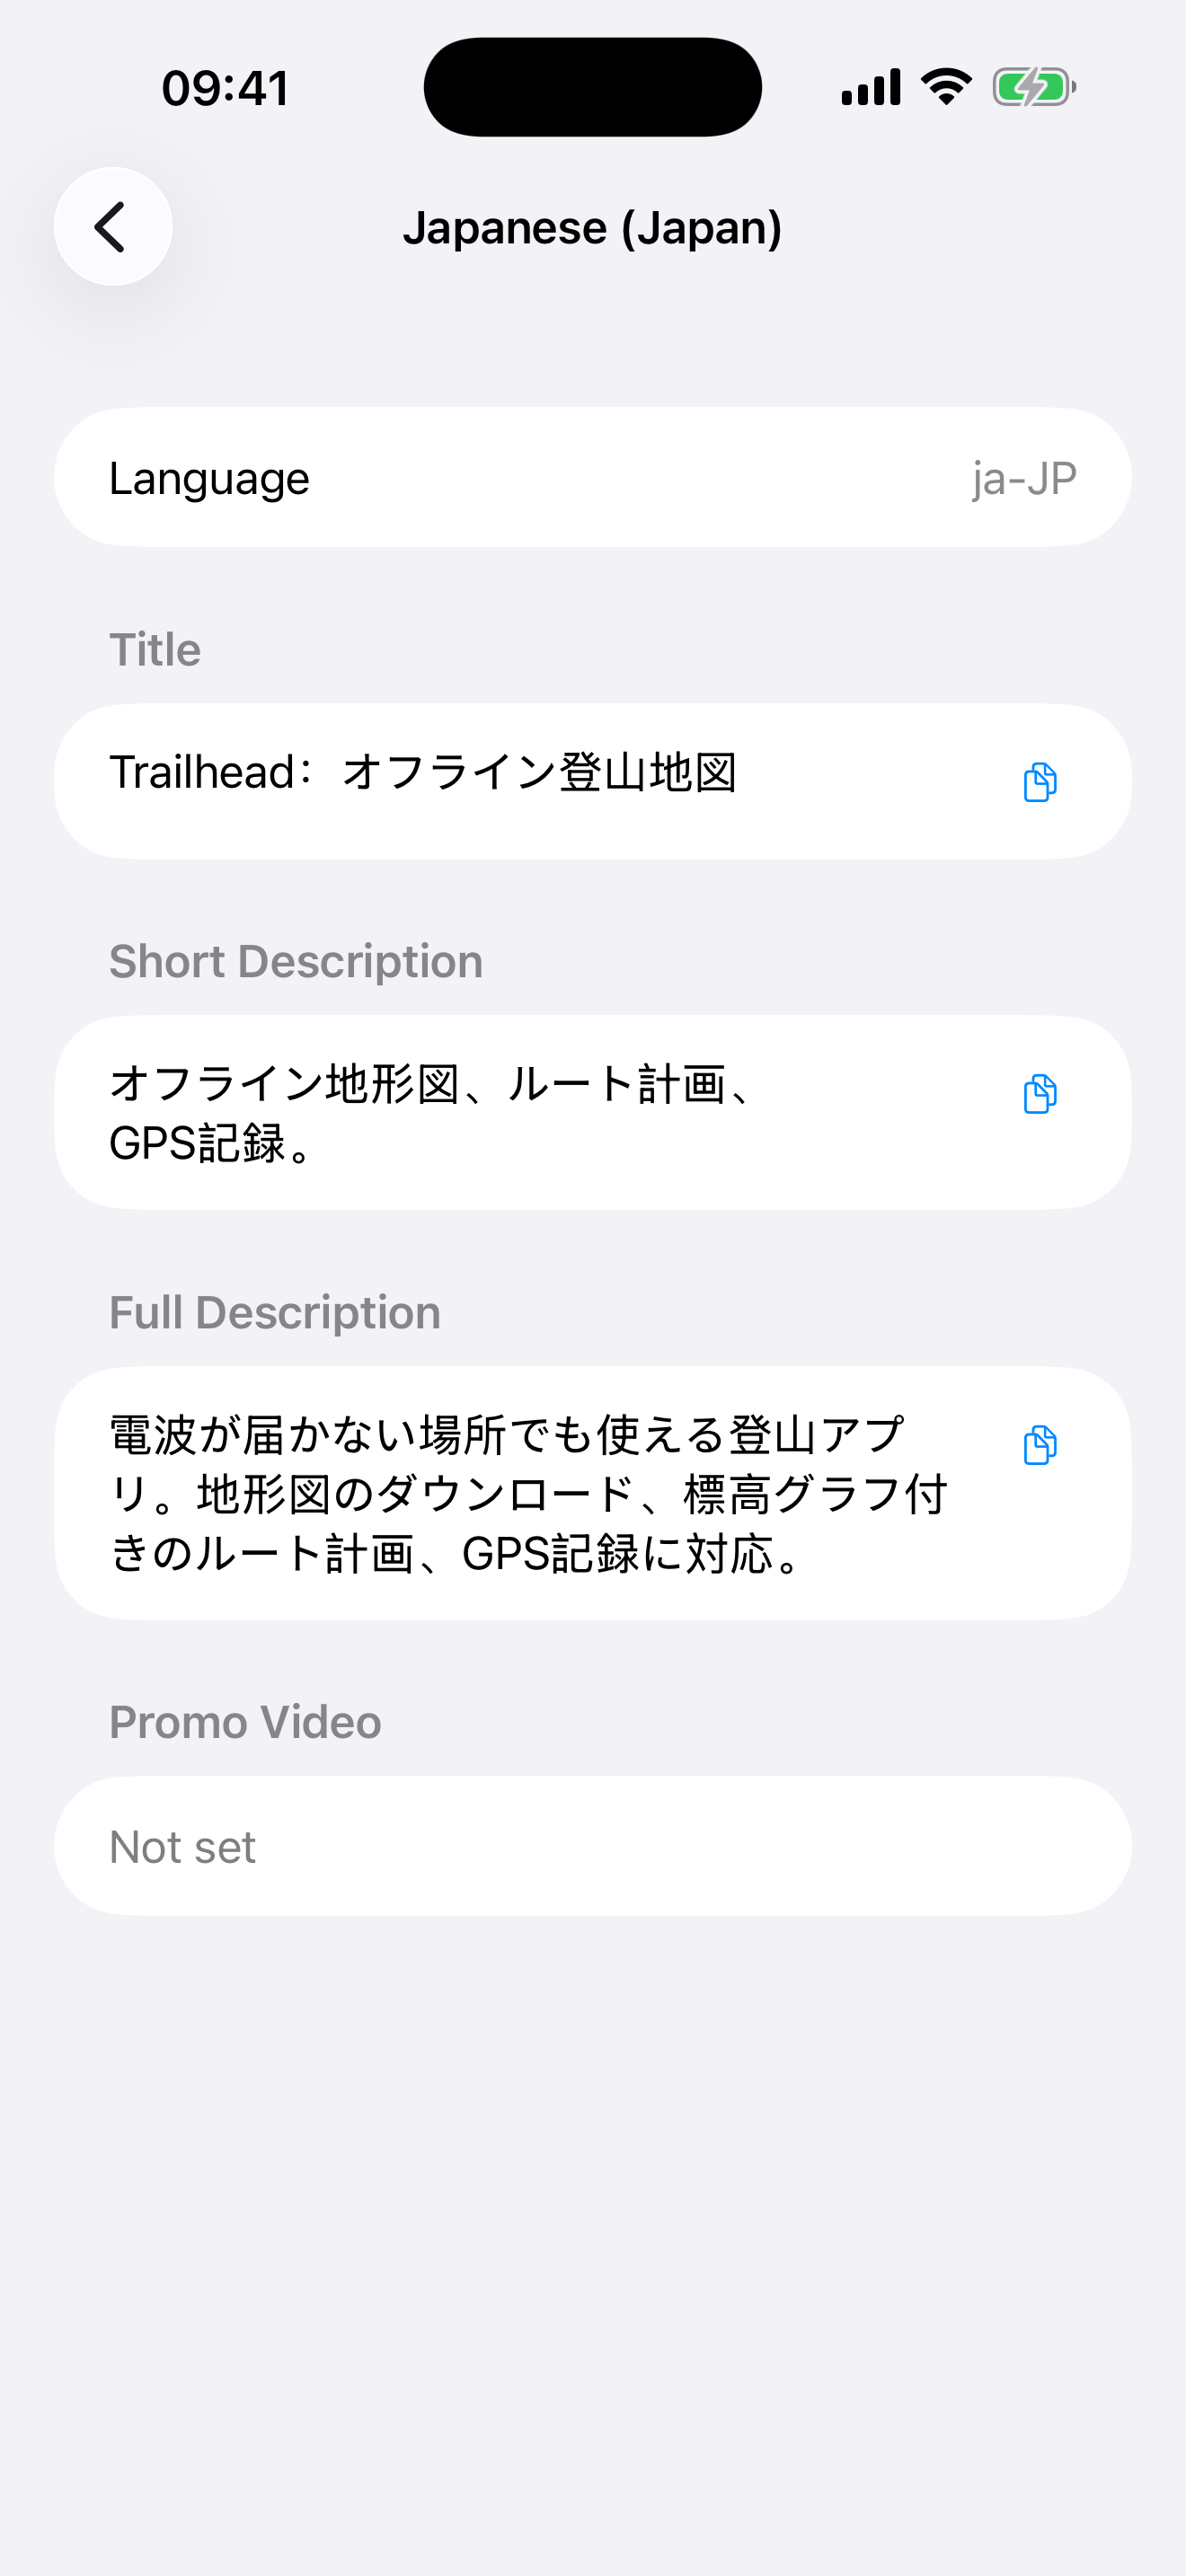 09:41
Japanese (Japan)
Language ja-JP
Title
Trailhead：オフライン登山地図
Short Description
オフライン地形図、ルート計画、
GPS記録。
Full Description
電波が届かない場所でも使える登山アプ
リ。地形図のダウンロード、標高グラフ付
きのルート計画、GPS記録に対応。
Promo Video
Not set